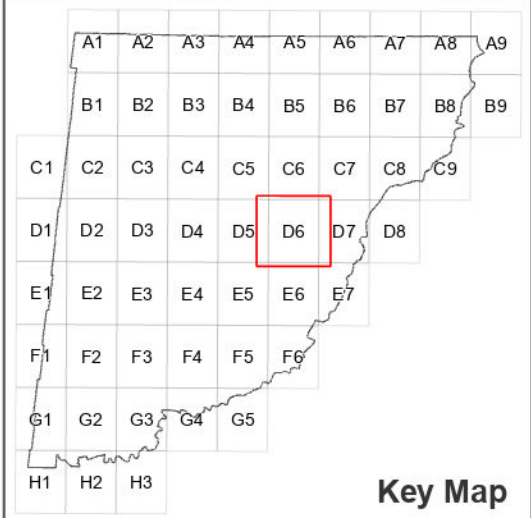 A1 A2 A3 A4 A5 A6 A7 A8 A9
B1 B2 B3 B4 B5 B6 B7 B8 B9
C1 C2 C3 C4 C5 C6 C7 C8 C9
D1 D2 D3 D4 D5 D6 D7 D8
E1 E2 E3 E4 E5 E6 E7
F1 F2 F3 F4 F5 F6
G1 G2 G3 G4 G5
H1 H2 H3
Key Map